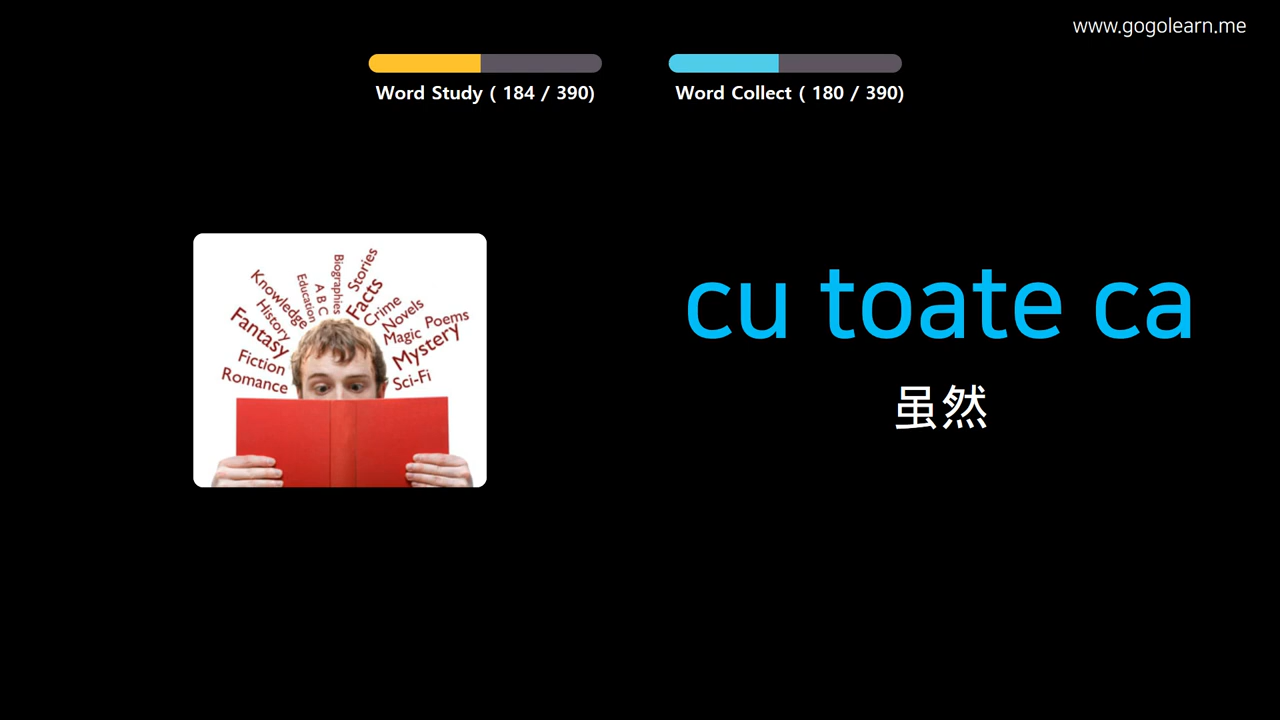 www.gogolearn.me
Word Study ( 184 / 390)
Word Collect ( 180 / 390)
cu toate ca
虽然
Knowledge
History
Fantasy
Fiction
Romance
Education
A B C
Biographies
Stories
Facts
Crime
Novels
Magic
Poems
Mystery
Sci-Fi